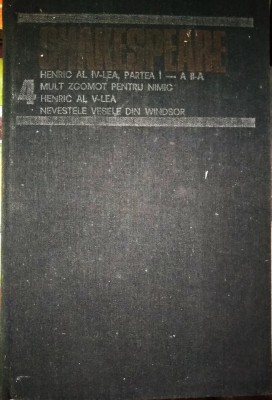 SHAKESPEARE
HENRIC AL IV-LEA, PARTEA I — A II-A
4 MULT ZGOMOT PENTRU NIMIC
HENRIC AL V-LEA
NEVESTELE VESELE DIN WINDSOR